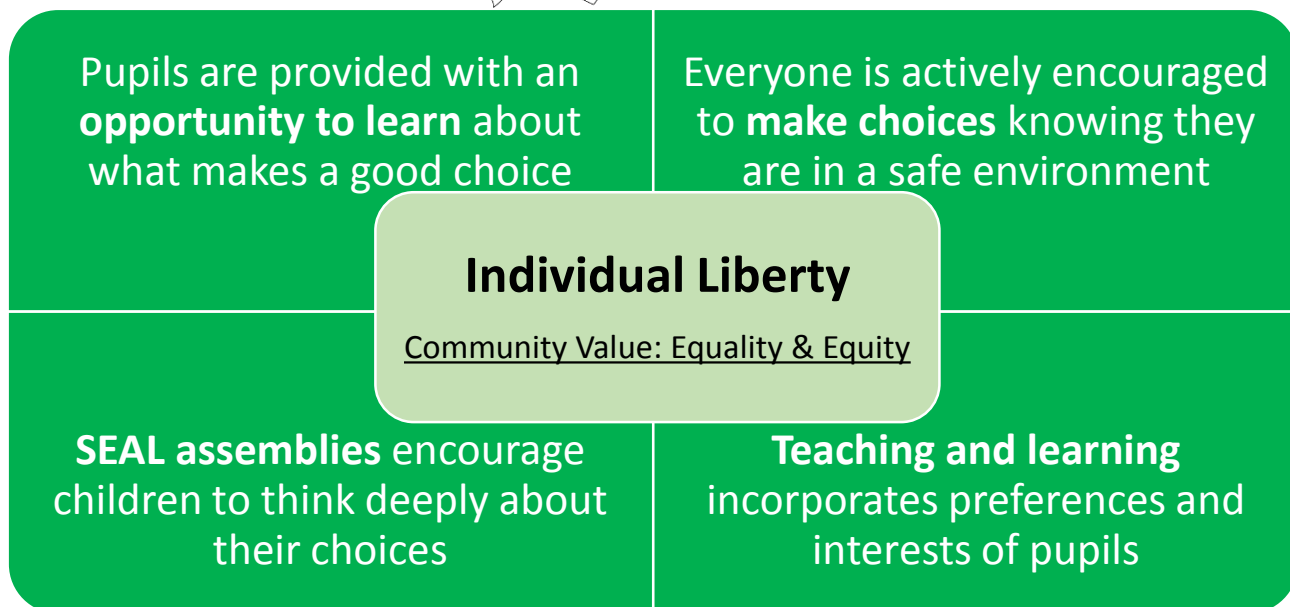 Pupils are provided with an
opportunity to learn about
what makes a good choice
Everyone is actively encouraged
to make choices knowing they
are in a safe environment
Individual Liberty
Community Value: Equality & Equity
SEAL assemblies encourage
children to think deeply about
their choices
Teaching and learning
incorporates preferences and
interests of pupils